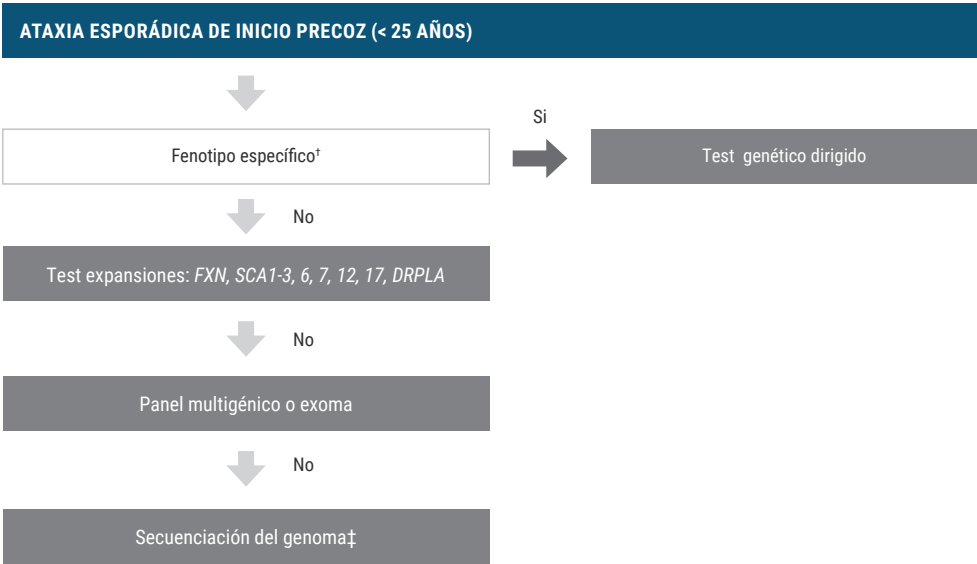 ATAXIA ESPORÁDICA DE INICIO PRECOZ (< 25 AÑOS)
Si
Fenotipo específico†
Test genético dirigido
No
Test expansiones: FXN, SCA1-3, 6, 7, 12, 17, DRPLA
No
Panel multigénico o exoma
No
Secuenciación del genoma‡